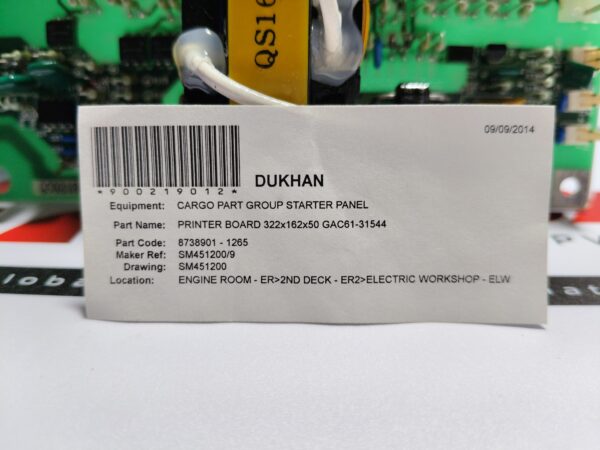 QS16
09/09/2014
*900219012*
DUKHAN
Equipment: CARGO PART GROUP STARTER PANEL
Part Name: PRINTER BOARD 322x162x50 GAC61-31544
Part Code: 8738901 - 1265
Maker Ref: SM451200/9
Drawing: SM451200
Location: ENGINE ROOM - ER>2ND DECK - ER2>ELECTRIC WORKSHOP - ELW